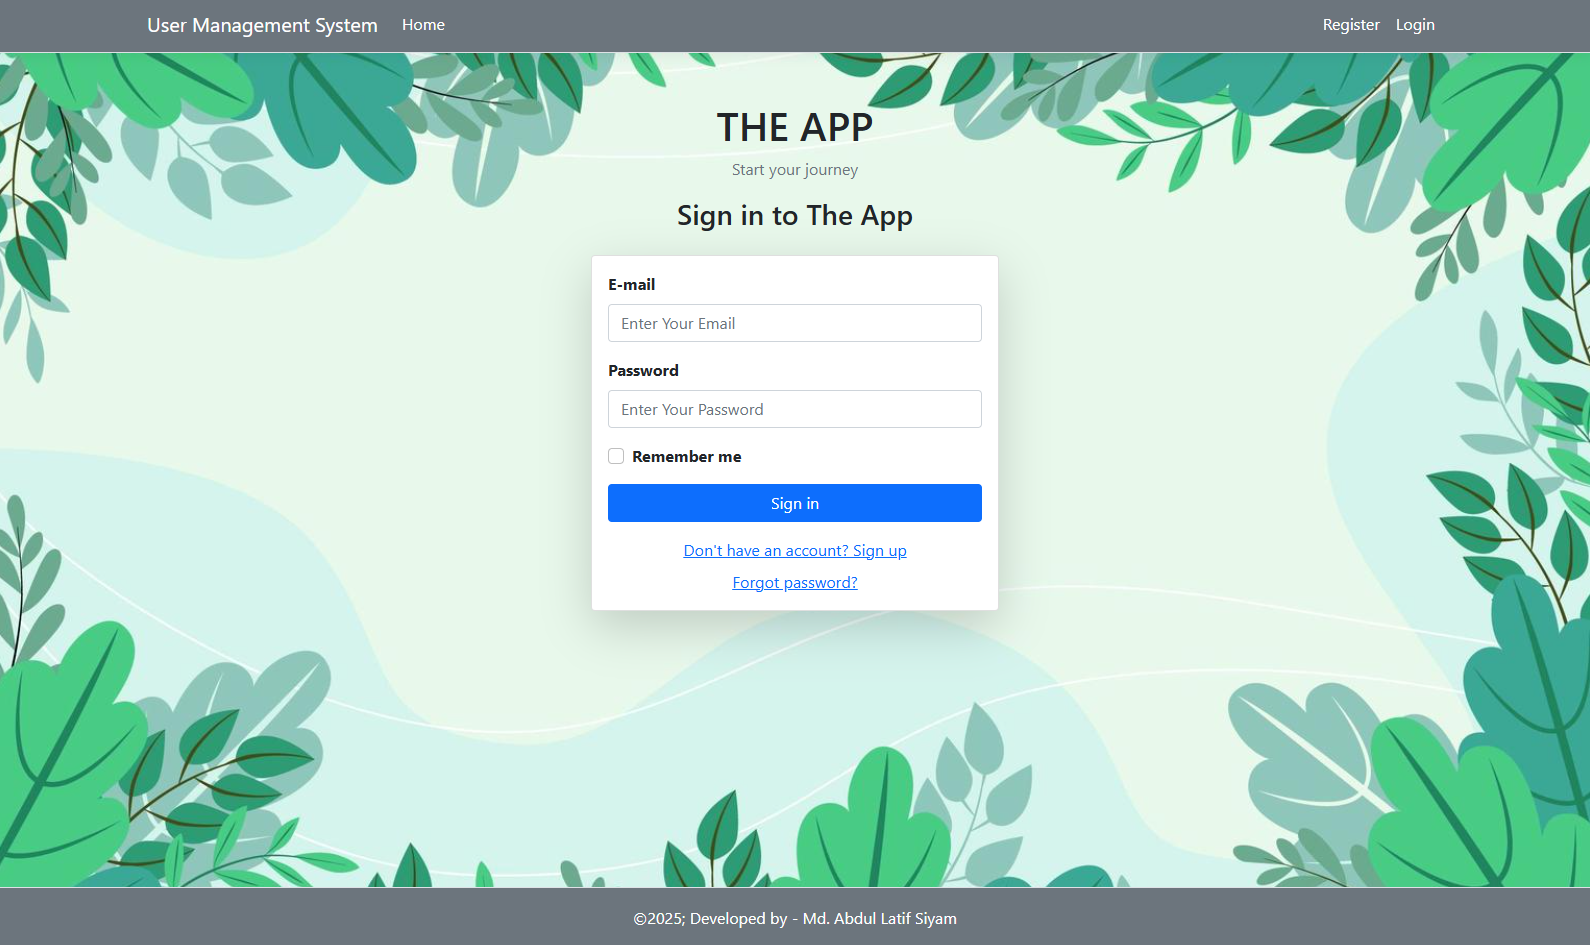 User Management System Home Register Login
THE APP
Start your journey
Sign in to The App
E-mail
Enter Your Email
Password
Enter Your Password
Remember me
Sign in
Don't have an account? Sign up
Forgot password?
©2025; Developed by - Md. Abdul Latif Siyam